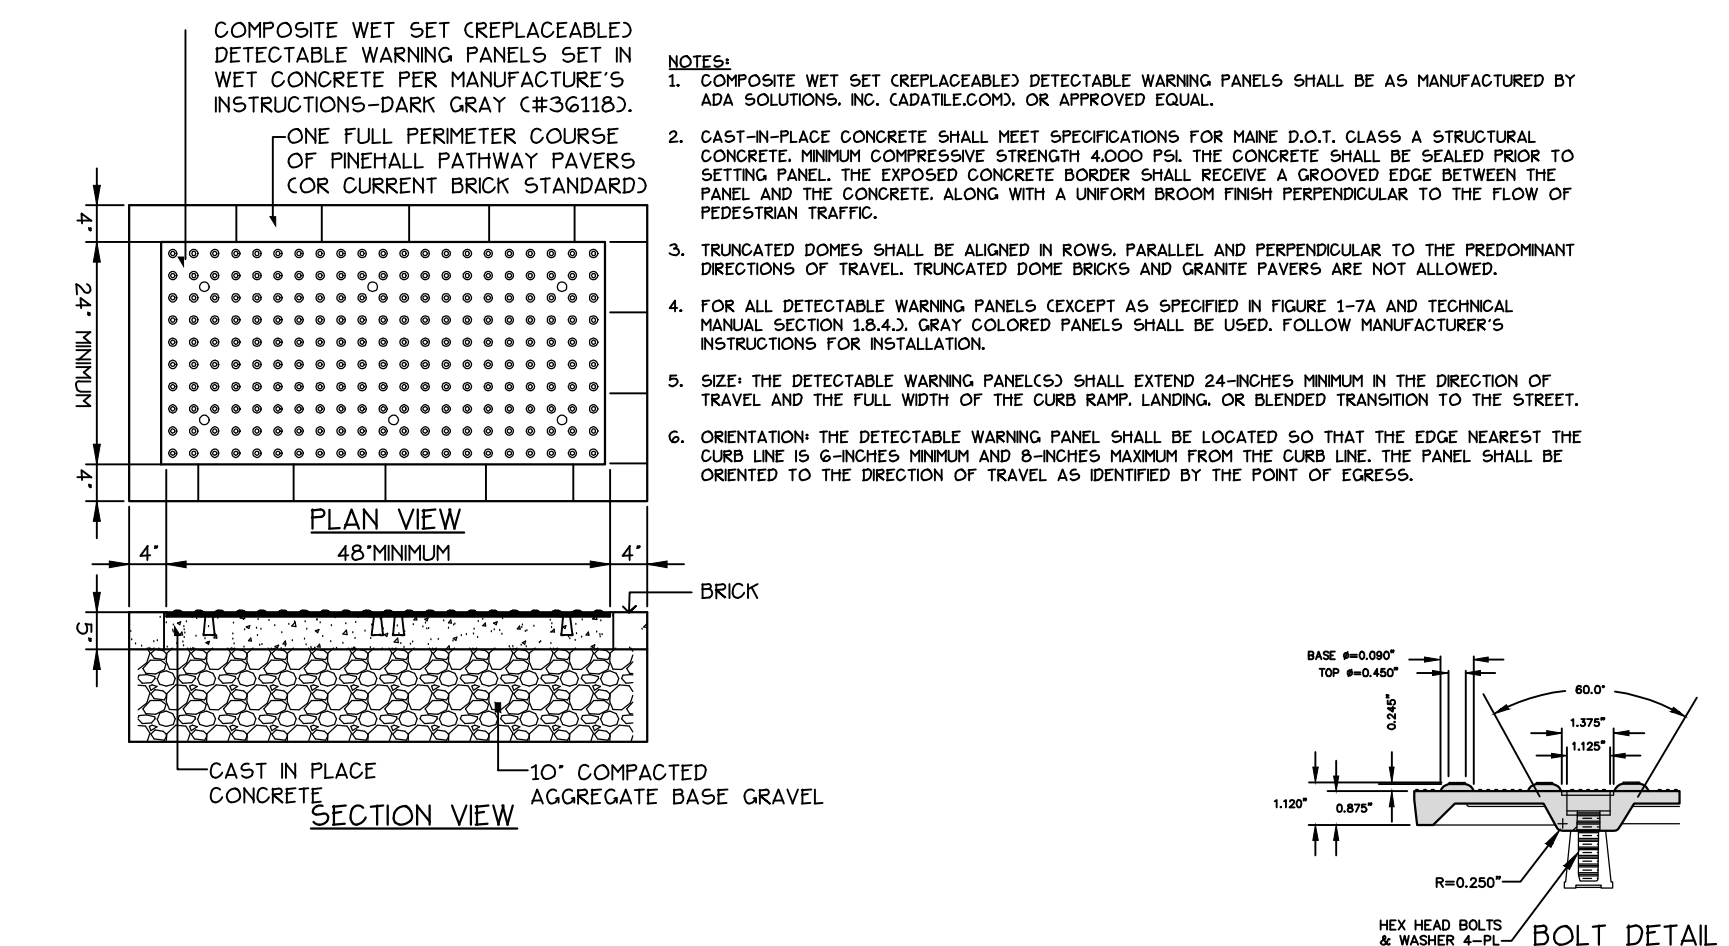 COMPOSITE WET SET (REPLACEABLE)
DETECTABLE WARNING PANELS SET IN
WET CONCRETE PER MANUFACTURE'S
INSTRUCTIONS-DARK GRAY (#36118).
ONE FULL PERIMETER COURSE
OF PINEHALL PATHWAY PAVERS
(OR CURRENT BRICK STANDARD)
4"
24" MINIMUM
4"
PLAN VIEW
4"
48"MINIMUM
4"
BRICK
5"
CAST IN PLACE
CONCRETE
10" COMPACTED
AGGREGATE BASE GRAVEL
SECTION VIEW
NOTES:
1. COMPOSITE WET SET (REPLACEABLE) DETECTABLE WARNING PANELS SHALL BE AS MANUFACTURED BY
ADA SOLUTIONS, INC. (ADATILE.COM), OR APPROVED EQUAL.
2. CAST-IN-PLACE CONCRETE SHALL MEET SPECIFICATIONS FOR MAINE D.O.T. CLASS A STRUCTURAL
CONCRETE, MINIMUM COMPRESSIVE STRENGTH 4,000 PSI. THE CONCRETE SHALL BE SEALED PRIOR TO
SETTING PANEL. THE EXPOSED CONCRETE BORDER SHALL RECEIVE A GROOVED EDGE BETWEEN THE
PANEL AND THE CONCRETE, ALONG WITH A UNIFORM BROOM FINISH PERPENDICULAR TO THE FLOW OF
PEDESTRIAN TRAFFIC.
3. TRUNCATED DOMES SHALL BE ALIGNED IN ROWS, PARALLEL AND PERPENDICULAR TO THE PREDOMINANT
DIRECTIONS OF TRAVEL. TRUNCATED DOME BRICKS AND GRANITE PAVERS ARE NOT ALLOWED.
4. FOR ALL DETECTABLE WARNING PANELS (EXCEPT AS SPECIFIED IN FIGURE 1-7A AND TECHNICAL
MANUAL SECTION 1.8.4.), GRAY COLORED PANELS SHALL BE USED. FOLLOW MANUFACTURER'S
INSTRUCTIONS FOR INSTALLATION.
5. SIZE: THE DETECTABLE WARNING PANEL(S) SHALL EXTEND 24-INCHES MINIMUM IN THE DIRECTION OF
TRAVEL AND THE FULL WIDTH OF THE CURB RAMP, LANDING, OR BLENDED TRANSITION TO THE STREET.
6. ORIENTATION: THE DETECTABLE WARNING PANEL SHALL BE LOCATED SO THAT THE EDGE NEAREST THE
CURB LINE IS 6-INCHES MINIMUM AND 8-INCHES MAXIMUM FROM THE CURB LINE. THE PANEL SHALL BE
ORIENTED TO THE DIRECTION OF TRAVEL AS IDENTIFIED BY THE POINT OF EGRESS.
BASE ø=0.090"
TOP ø=0.450"
0.245"
60.0°
1.375"
1.125"
1.120"
0.875"
R=0.250"
HEX HEAD BOLTS
& WASHER 4-PL
BOLT DETAIL